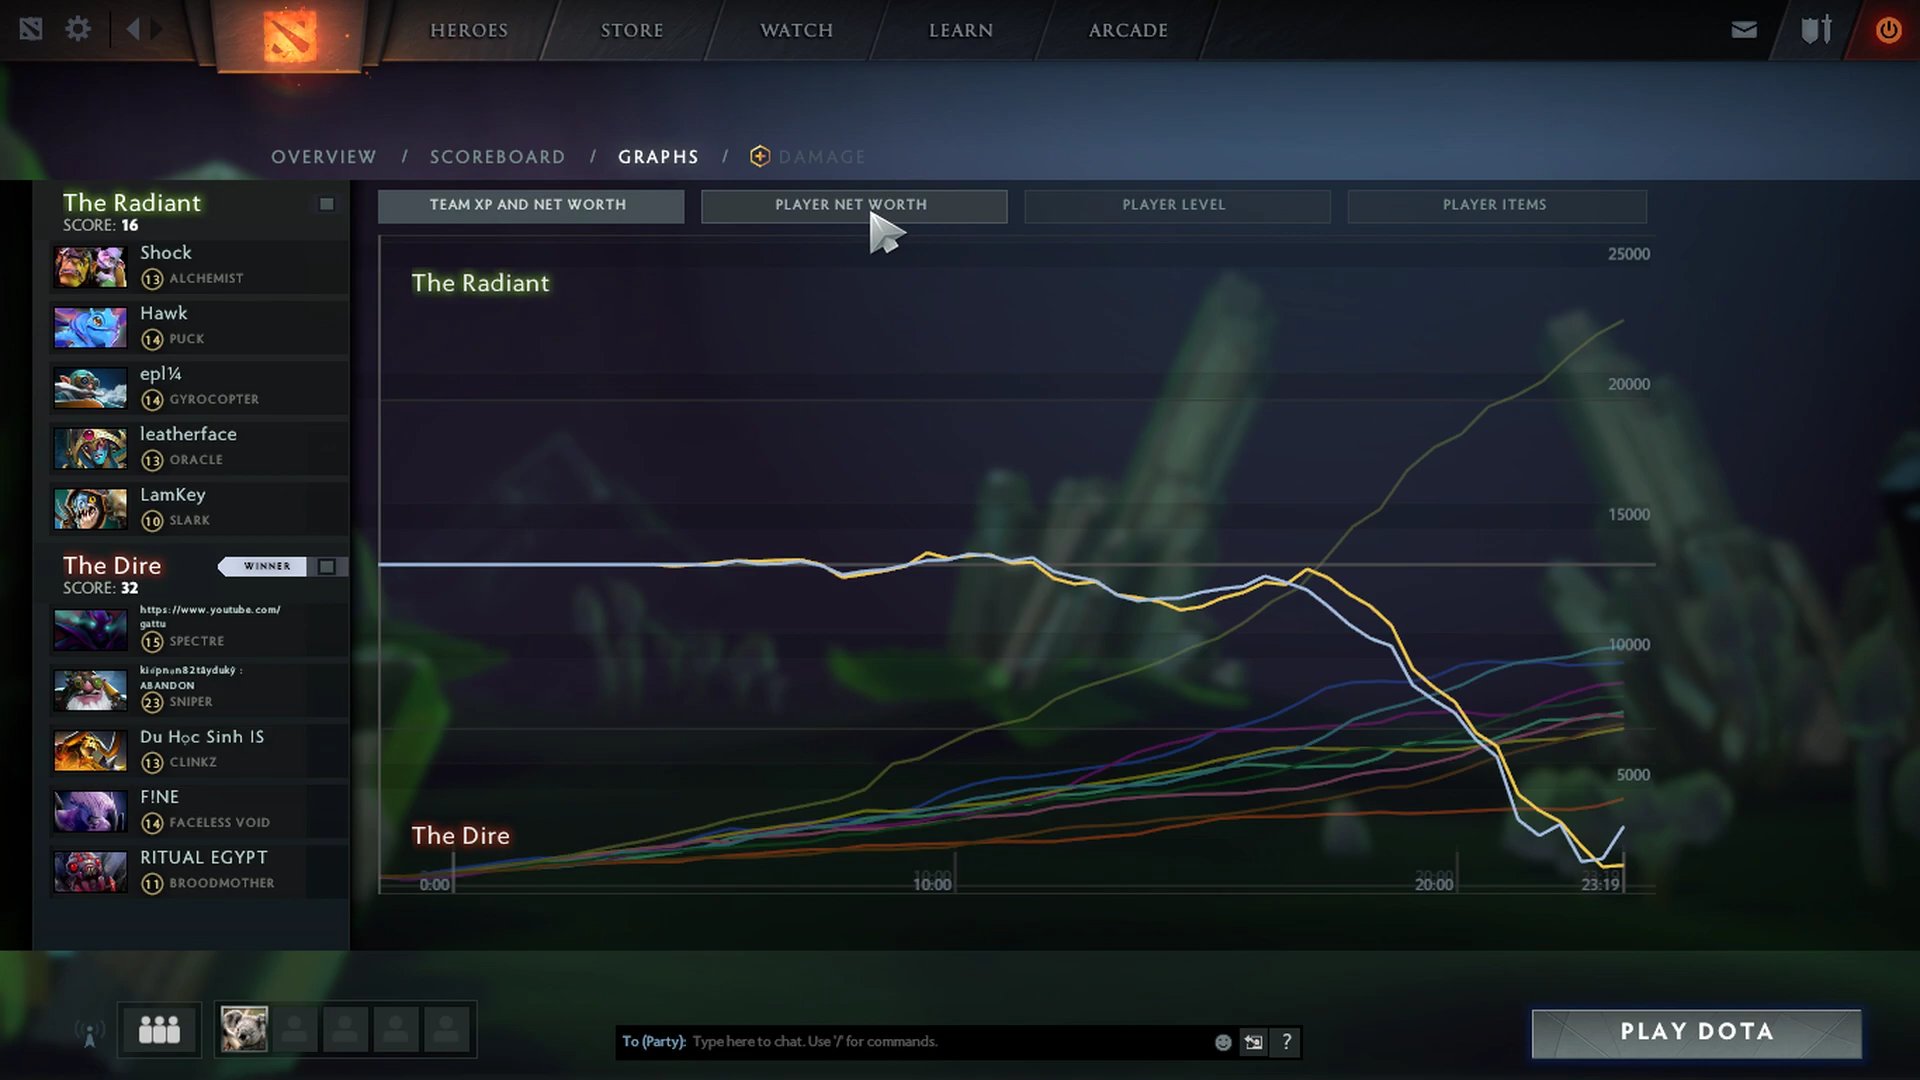 HEROES
STORE
WATCH
LEARN
ARCADE
OVERVIEW / SCOREBOARD / GRAPHS / DAMAGE
The Radiant
SCORE: 16
Shock
13 ALCHEMIST
Hawk
14 PUCK
epl¼
14 GYROCOPTER
leatherface
13 ORACLE
LamKey
10 SLARK
The Dire
WINNER
SCORE: 32
https://www.youtube.com/
gattu
15 SPECTRE
ABANDON
23 SNIPER
Du Học Sinh IS
13 CLINKZ
F!NE
14 FACELESS VOID
RITUAL EGYPT
11 BROODMOTHER
TEAM XP AND NET WORTH
PLAYER NET WORTH
PLAYER LEVEL
PLAYER ITEMS
The Radiant
25000
20000
15000
10000
5000
The Dire
0:00
10:00
20:00
23:19
To (Party): Type here to chat. Use '/' for commands.
?
PLAY DOTA